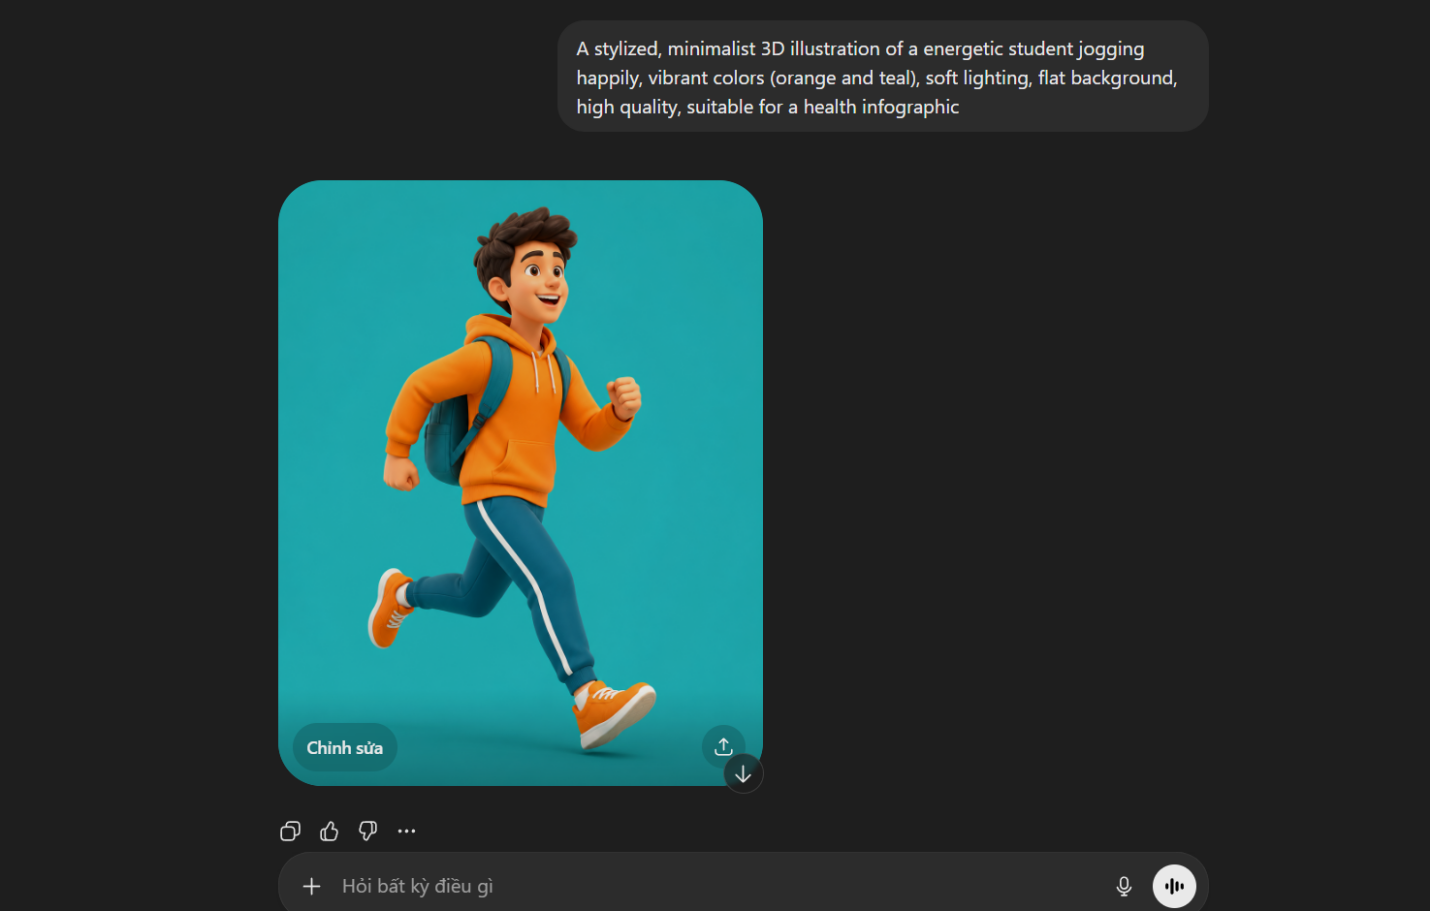 A stylized, minimalist 3D illustration of a energetic student jogging
happily, vibrant colors (orange and teal), soft lighting, flat background,
high quality, suitable for a health infographic
Chỉnh sửa
Hỏi bất kỳ điều gì